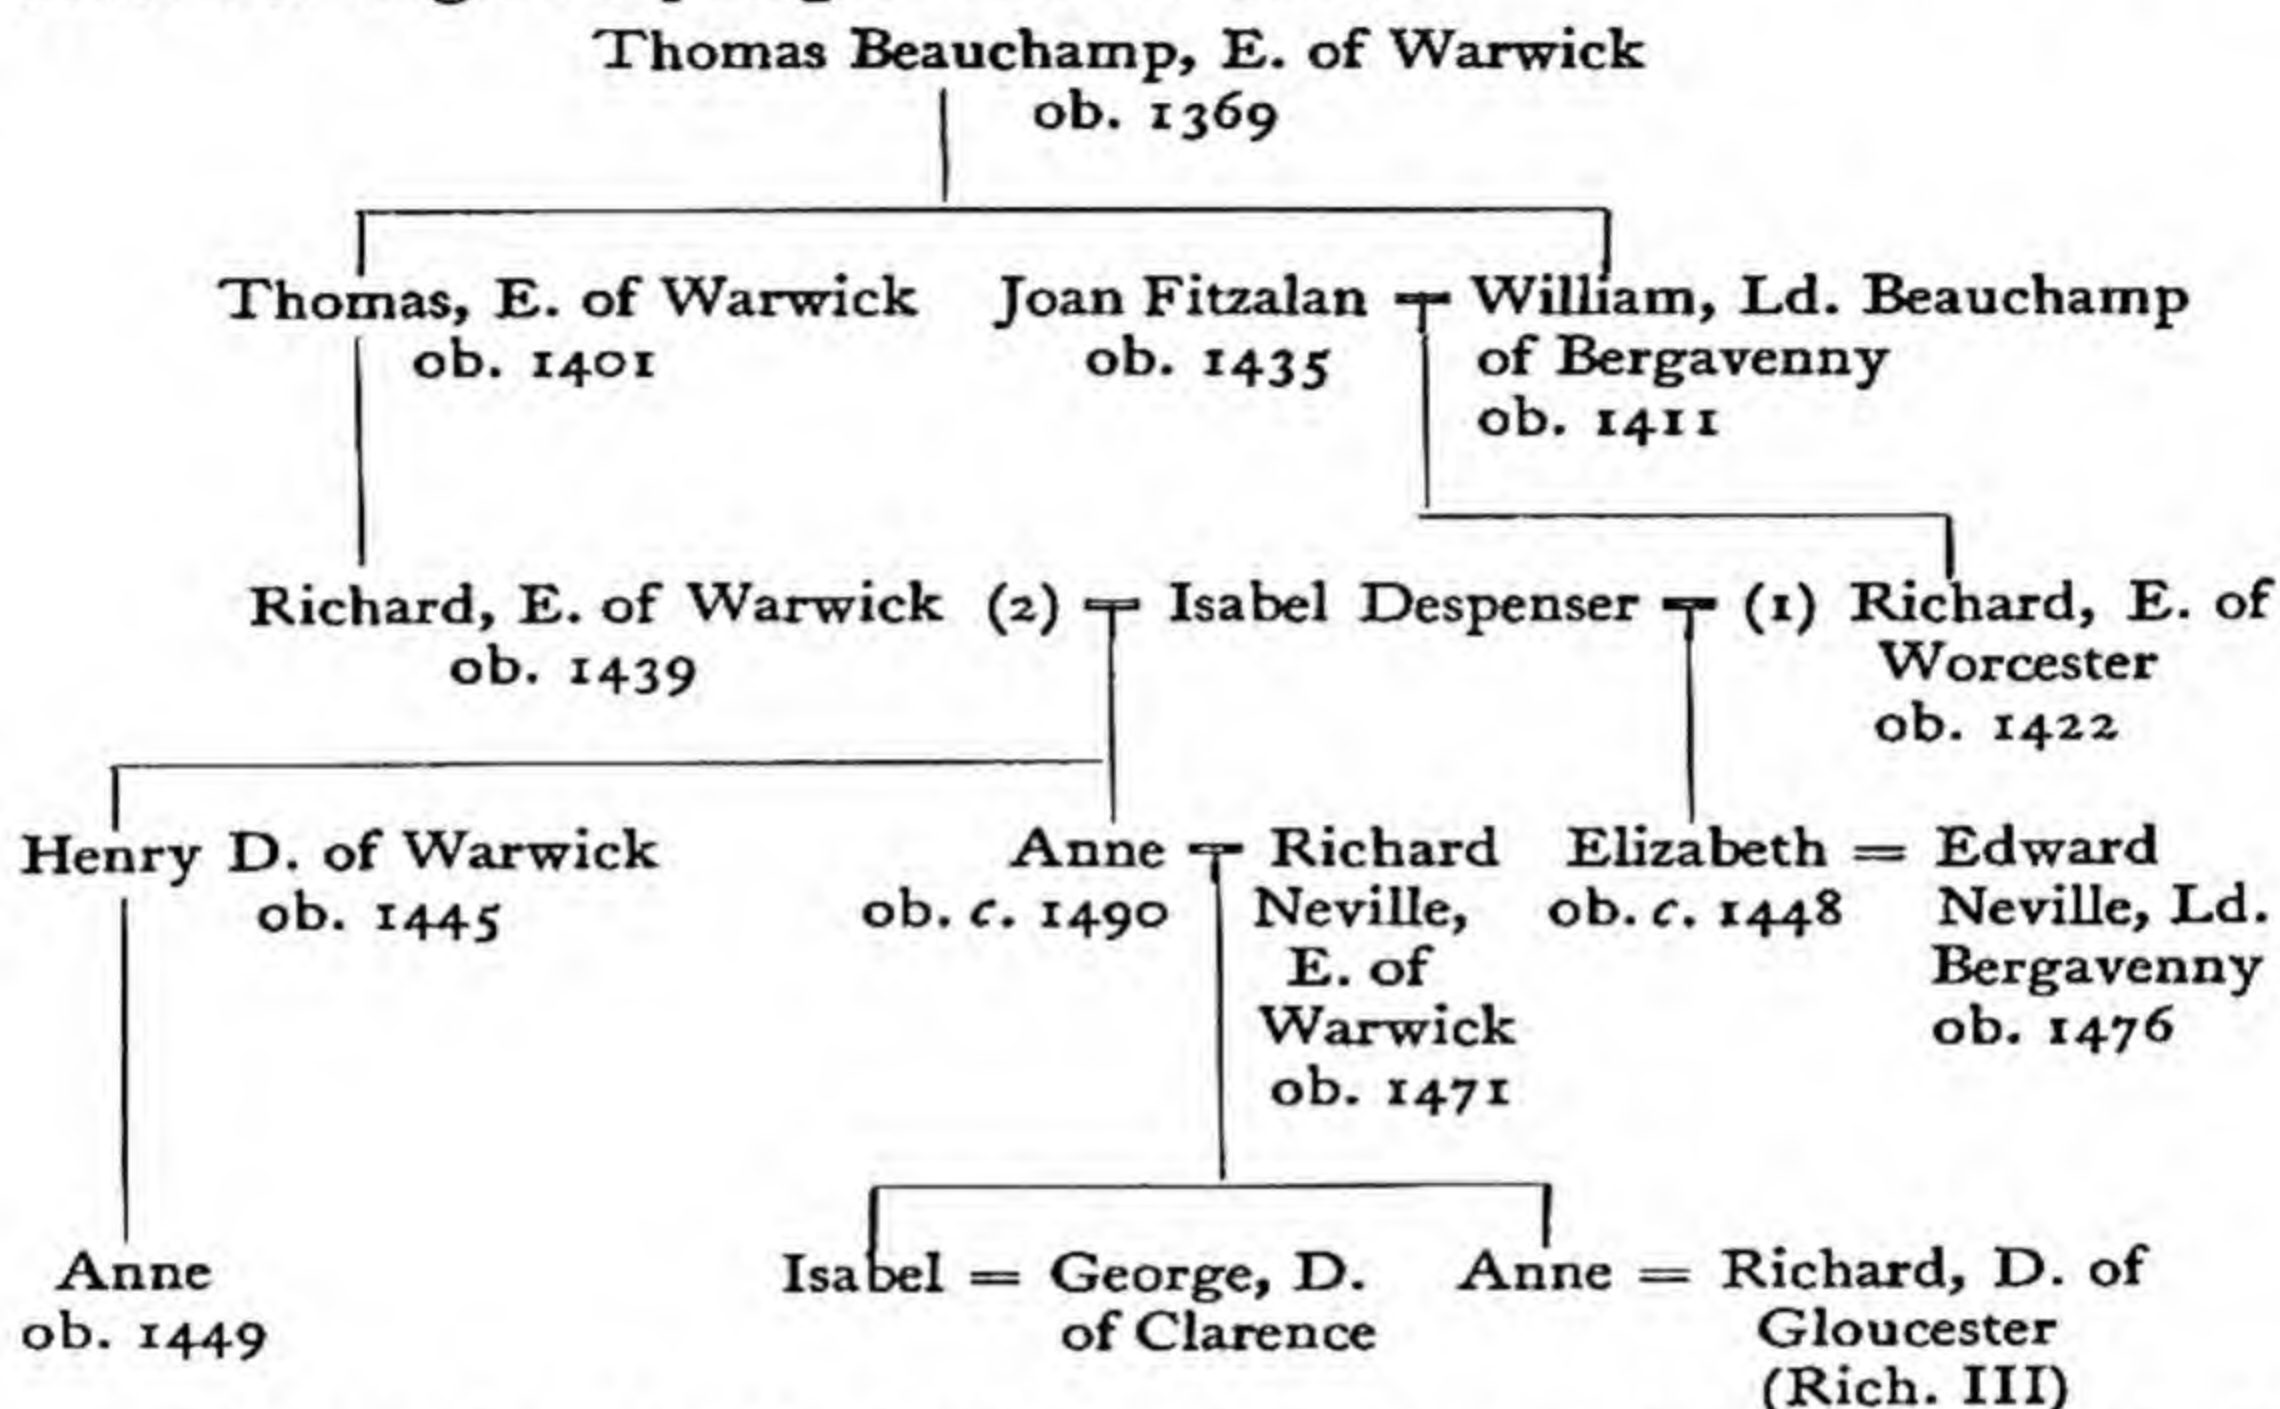 Thomas Beauchamp, E. of Warwick
ob. 1369
Thomas, E. of Warwick
ob. 1401
Joan Fitzalan
ob. 1435
William, Ld. Beauchamp
of Bergavenny
ob. 1411
Richard, E. of Warwick (2)
ob. 1439
Isabel Despenser
(1) Richard, E. of
Worcester
ob. 1422
Henry D. of Warwick
ob. 1445
Anne
ob. c. 1490
Richard
Neville,
E. of
Warwick
ob. 1471
Elizabeth =
ob. c. 1448
Edward
Neville, Ld.
Bergavenny
ob. 1476
Anne
ob. 1449
Isabel = George, D.
of Clarence
Anne = Richard, D. of
Gloucester
(Rich. III)